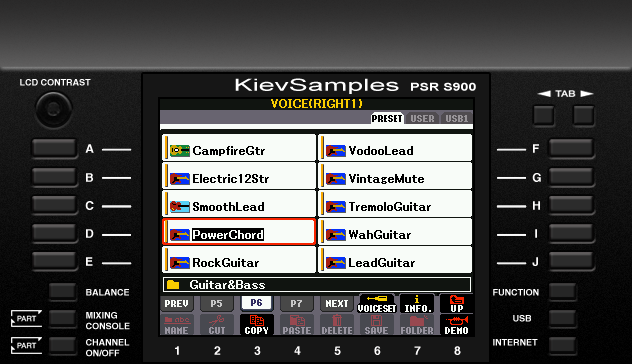 LCD CONTRAST
KievSamples PSR S900
TAB
VOICE(RIGHT1)
PRESET USER USB1
A CampfireGtr VodooLead F
B Electric12Str VintageMute G
C SmoothLead TremoloGuitar H
D PowerChord WahGuitar I
E RockGuitar LeadGuitar J
Guitar&Bass
BALANCE FUNCTION
PREV P5 P6 P7 NEXT VOICESET INFO. UP
PART MIXING CONSOLE USB
NAME CUT COPY PASTE DELETE SAVE FOLDER DEMO
PART CHANNEL ON/OFF INTERNET
1 2 3 4 5 6 7 8